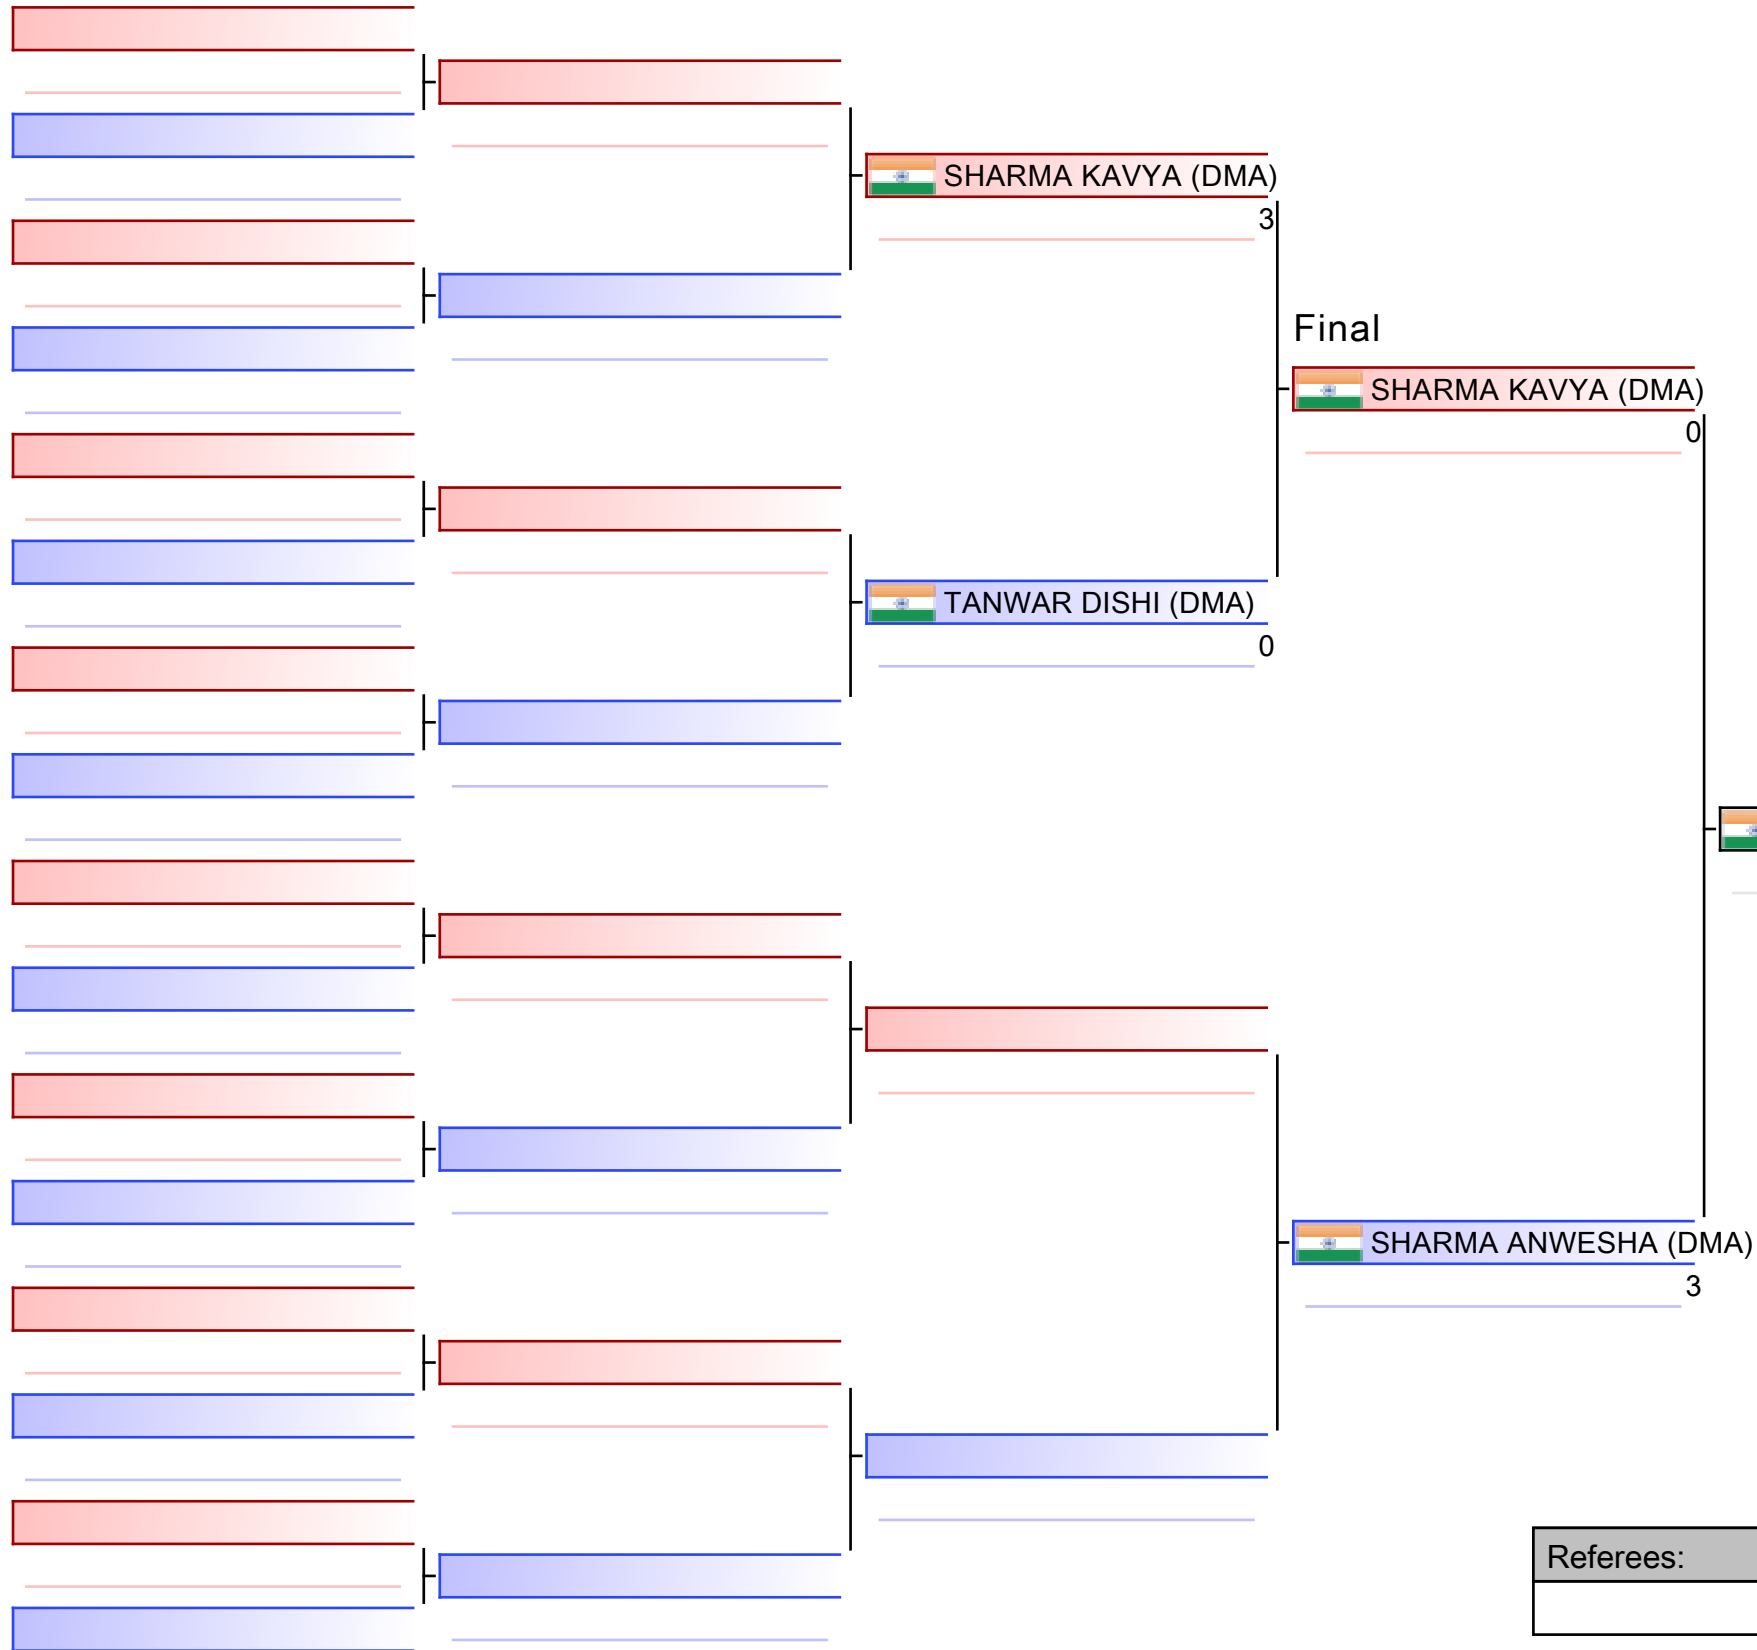 SHARMA KAVYA (DMA)
3
Final
SHARMA KAVYA (DMA)
0
TANWAR DISHI (DMA)
0
SHARMA ANWESHA (DMA)
3
Referees: